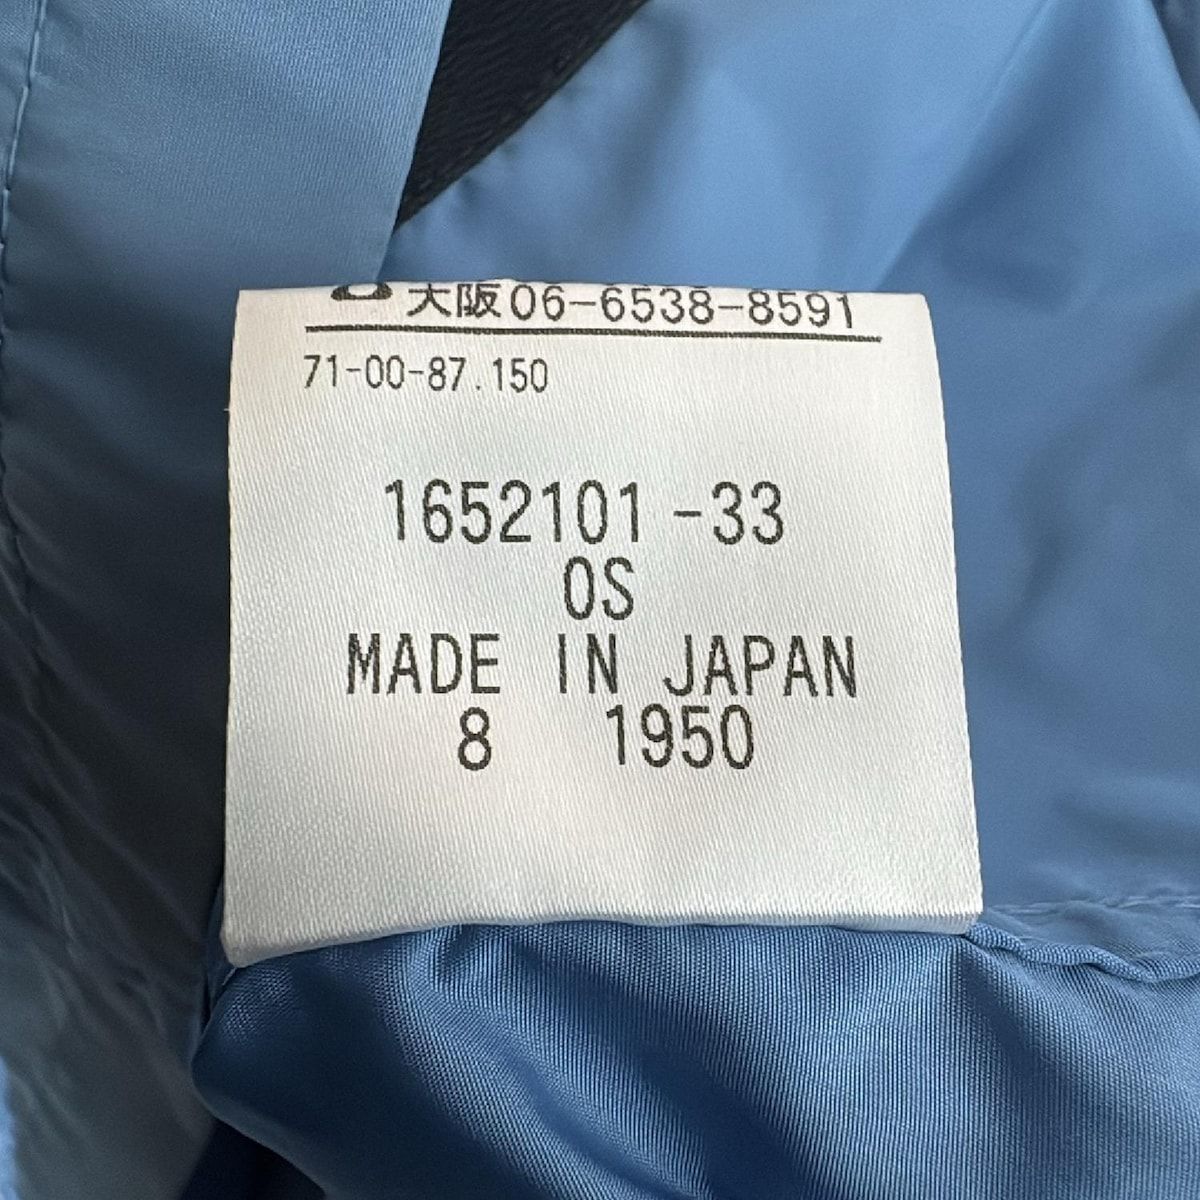 大阪06-6538-8591
71-00-87.150
1652101-33
OS
MADE IN JAPAN
8 1950